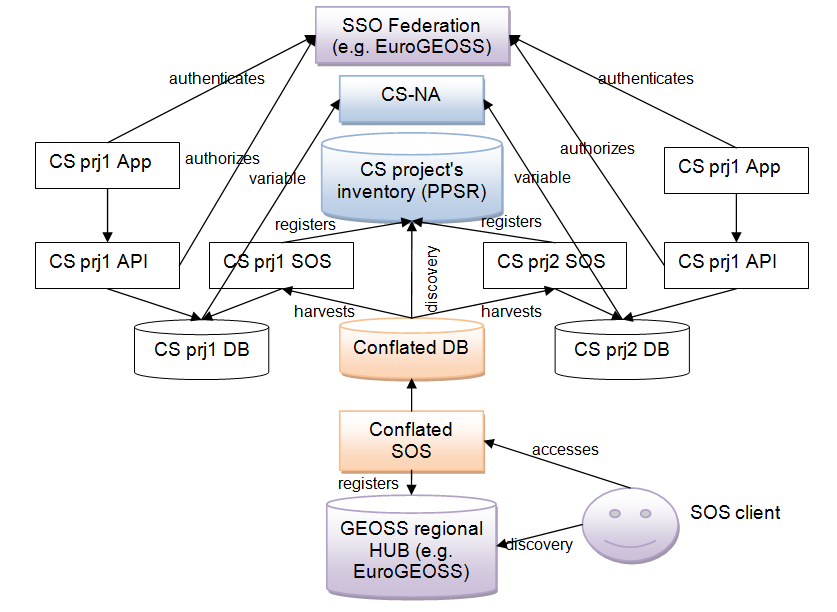 SSO Federation
(e.g. EuroGEOSS)
authenticates
authenticates
CS-NA
CS prj1 App
authorizes
variable
CS project's
inventory (PPSR)
authorizes
variable
CS prj1 App
registers
registers
CS prj1 API
CS prj1 SOS
discovery
CS prj2 SOS
CS prj1 API
harvests
harvests
CS prj1 DB
Conflated DB
CS prj2 DB
Conflated
SOS
accesses
registers
GEOSS regional
HUB (e.g.
EuroGEOSS)
discovery
SOS client